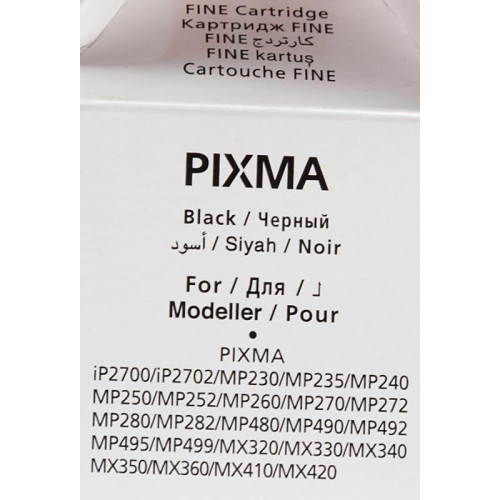 FINE Cartridge
Картридж FINE
كارتردج FINE
FINE kartuş
Cartouche FINE
PIXMA
Black / Черный
أسود / Siyah / Noir
For / Для / لـ
Modeller / Pour
•
PIXMA
iP2700/iP2702/MP230/MP235/MP240
MP250/MP252/MP260/MP270/MP272
MP280/MP282/MP480/MP490/MP492
MP495/MP499/MX320/MX330/MX340
MX350/MX360/MX410/MX420